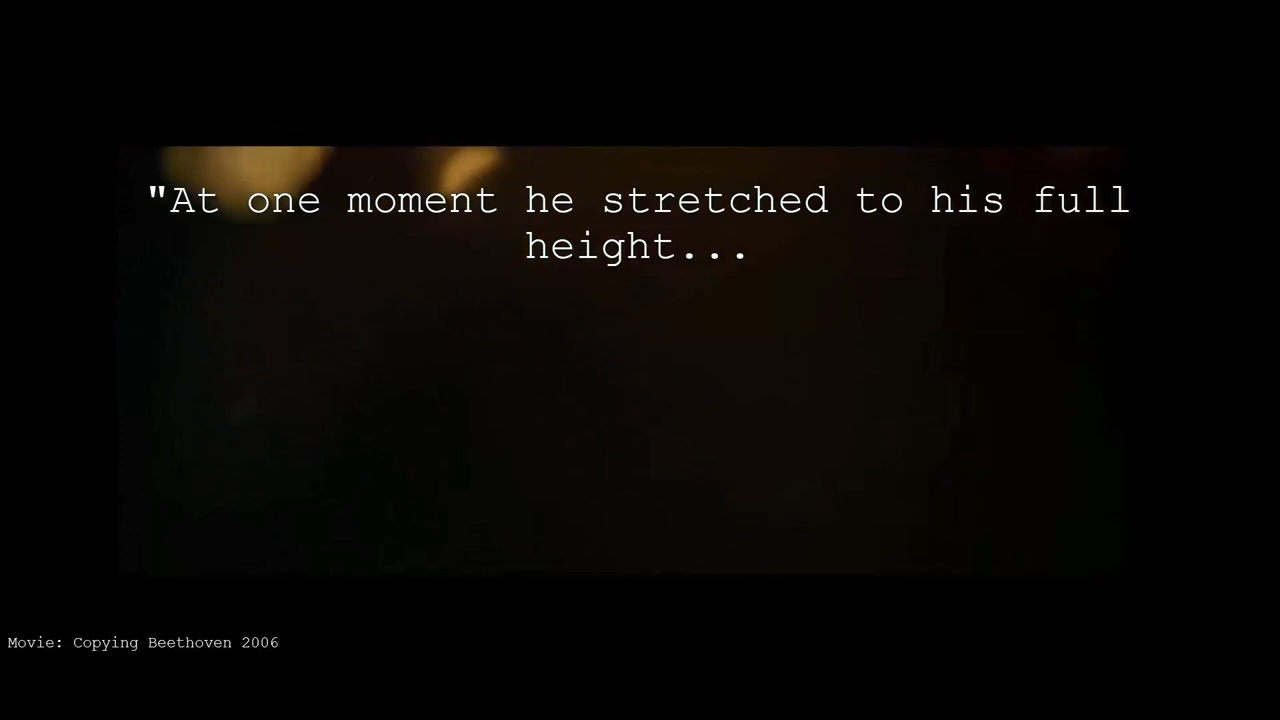 "At one moment he stretched to his full
height...
Movie: Copying Beethoven 2006